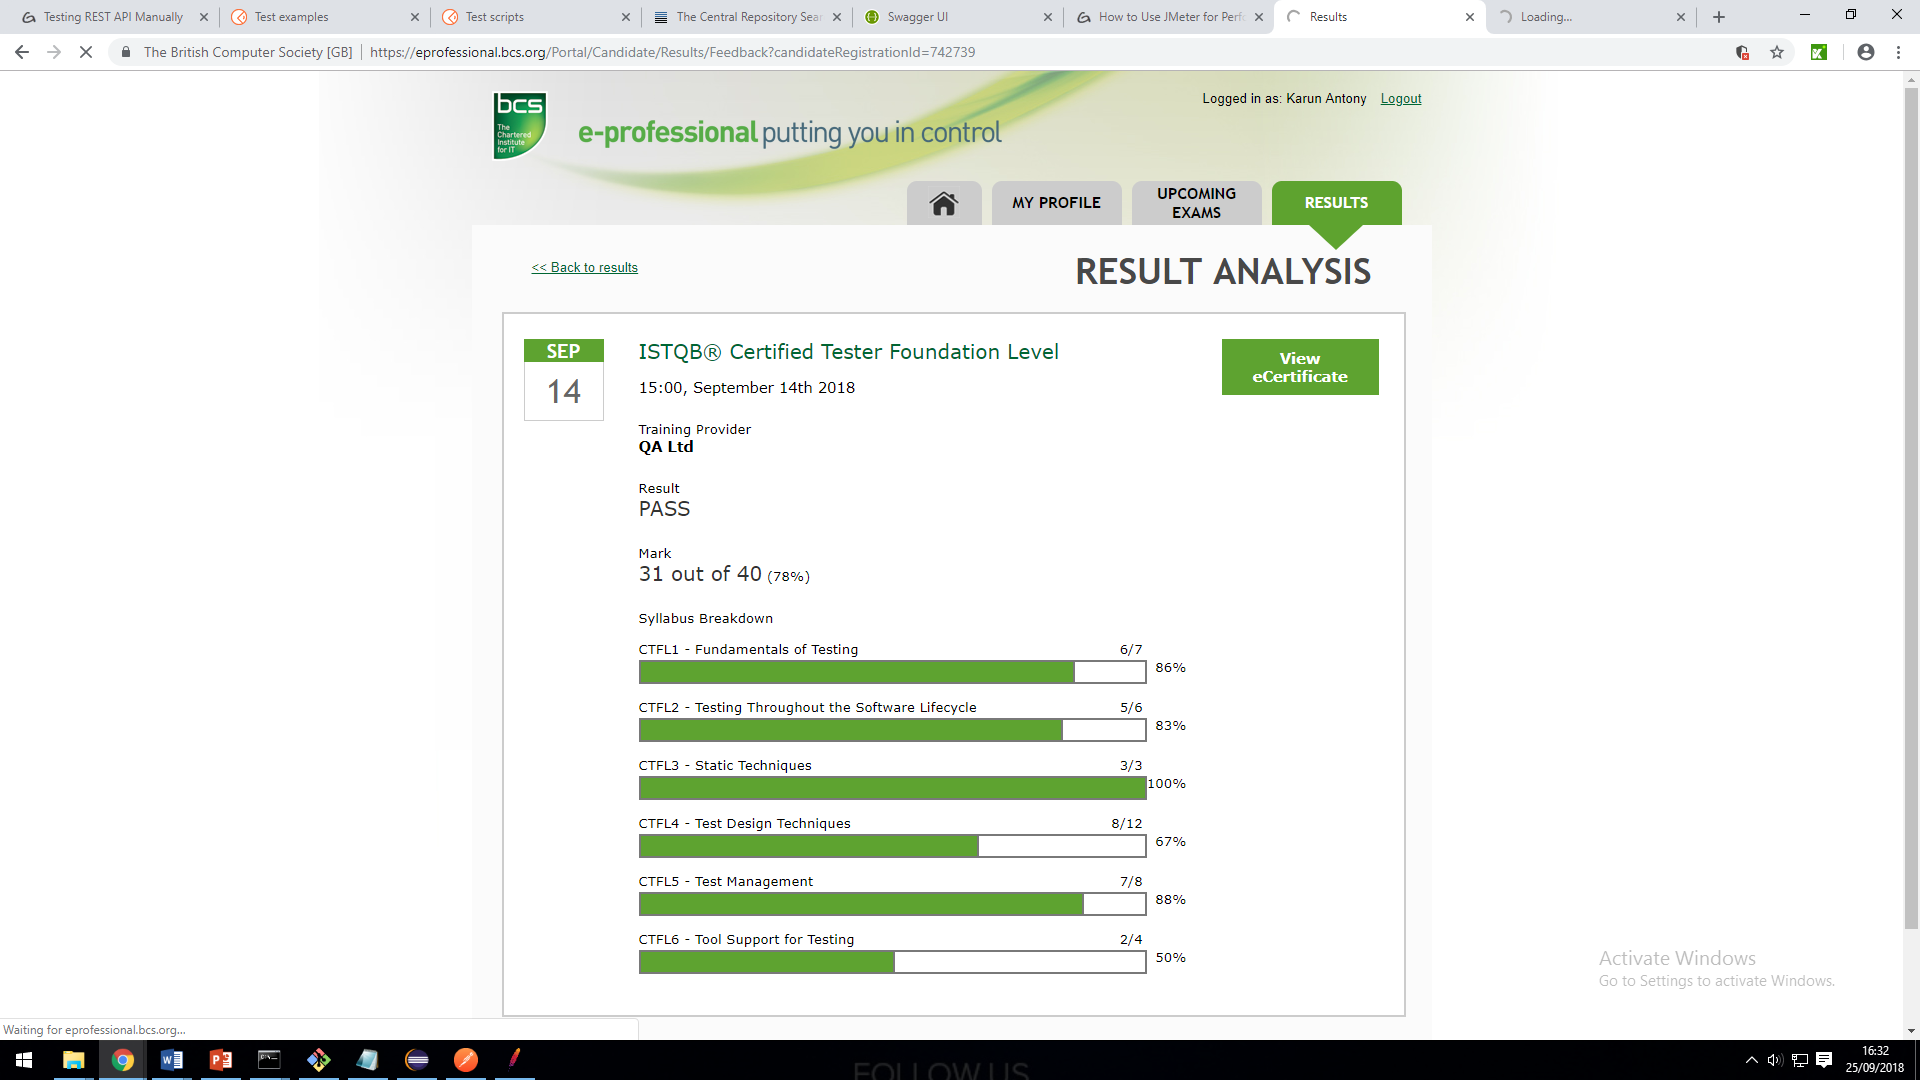 Testing REST API Manually
Test examples
Test scripts
The Central Repository Sea
Swagger UI
How to Use JMeter for Perfo
Results
Loading...
The British Computer Society [GB]
https://eprofessional.bcs.org/Portal/Candidate/Results/Feedback?candidateRegistrationId=742739
bcs
The
Chartered
Institute
for IT
e-professional putting you in control
Logged in as: Karun Antony Logout
MY PROFILE
UPCOMING
EXAMS
RESULTS
<< Back to results
RESULT ANALYSIS
SEP
14
ISTQB® Certified Tester Foundation Level
15:00, September 14th 2018
View
eCertificate
Training Provider
QA Ltd
Result
PASS
Mark
31 out of 40 (78%)
Syllabus Breakdown
CTFL1 - Fundamentals of Testing 6/7
86%
CTFL2 - Testing Throughout the Software Lifecycle 5/6
83%
CTFL3 - Static Techniques 3/3
100%
CTFL4 - Test Design Techniques 8/12
67%
CTFL5 - Test Management 7/8
88%
CTFL6 - Tool Support for Testing 2/4
50%
Activate Windows
Go to Settings to activate Windows.
Waiting for eprofessional.bcs.org...
FOLLOW US
16:32
25/09/2018